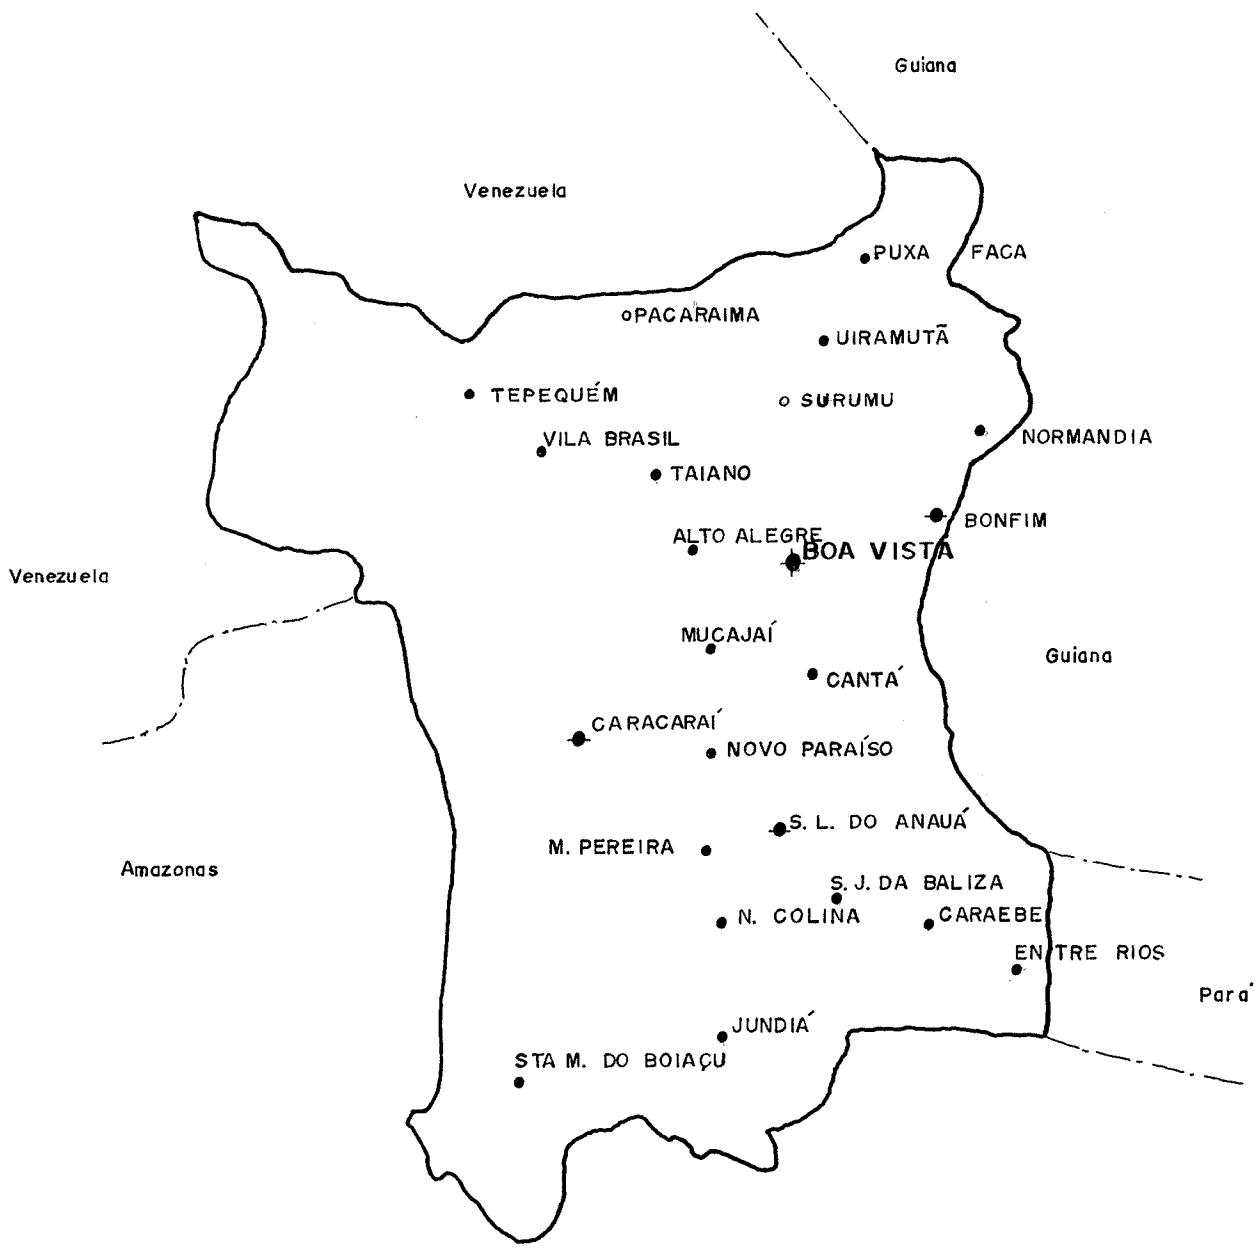 Guiana
Venezuela
PUXA FACA
PACARAIMA
UIRAMUTÃ
TEPEQUÉM
SURUMU
VILA BRASIL
NORMANDIA
TAIANO
BONFIM
ALTO ALEGRE
BOA VISTA
Venezuela
MUCAJAÍ
Guiana
CANTÁ
CARACARAÍ
NOVO PARAÍSO
S. L. DO ANAUÁ
M. PEREIRA
Amazonas
S. J. DA BALIZA
N. COLINA
CARAEBE
ENTRE RIOS
Pará
JUNDIÁ
STA M. DO BOIAÇU